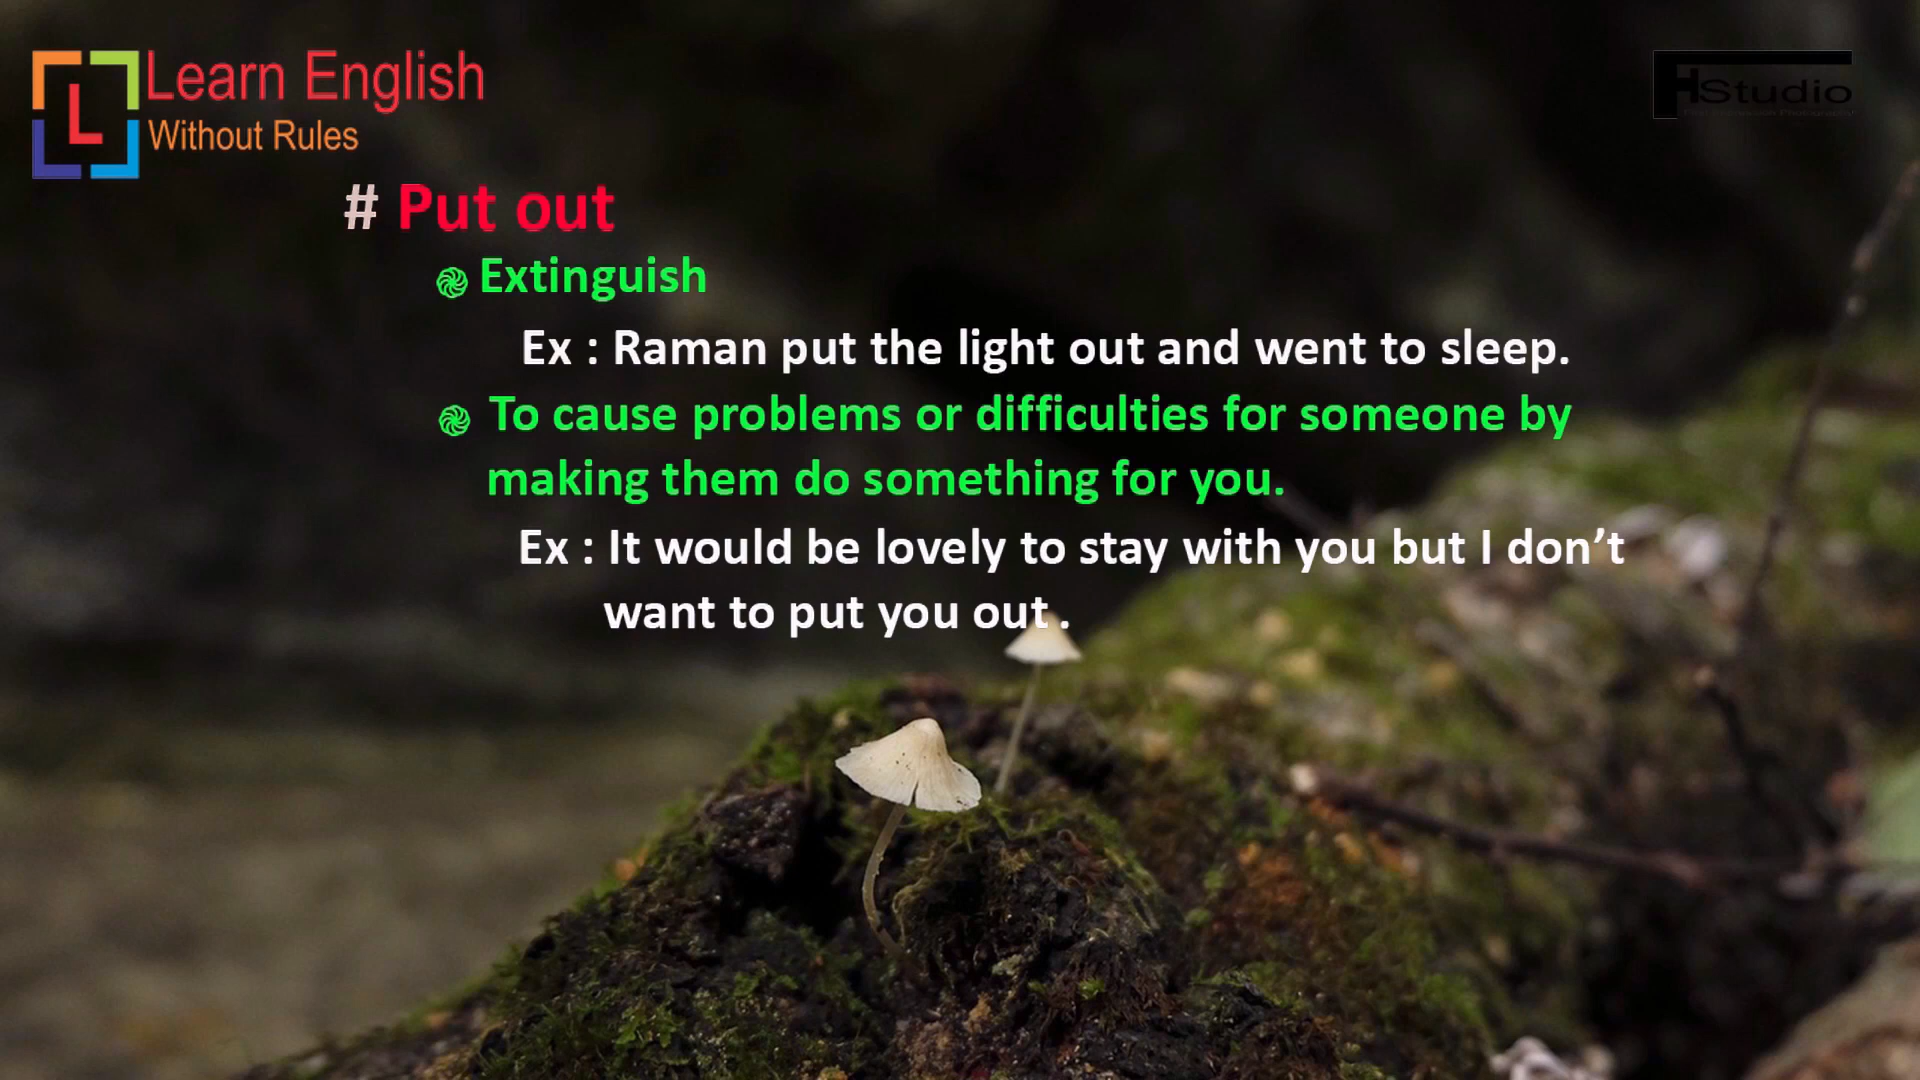 Learn English
Without Rules
L
HStudio
# Put out
Extinguish
Ex : Raman put the light out and went to sleep.
To cause problems or difficulties for someone by
making them do something for you.
Ex : It would be lovely to stay with you but I don’t
want to put you out .